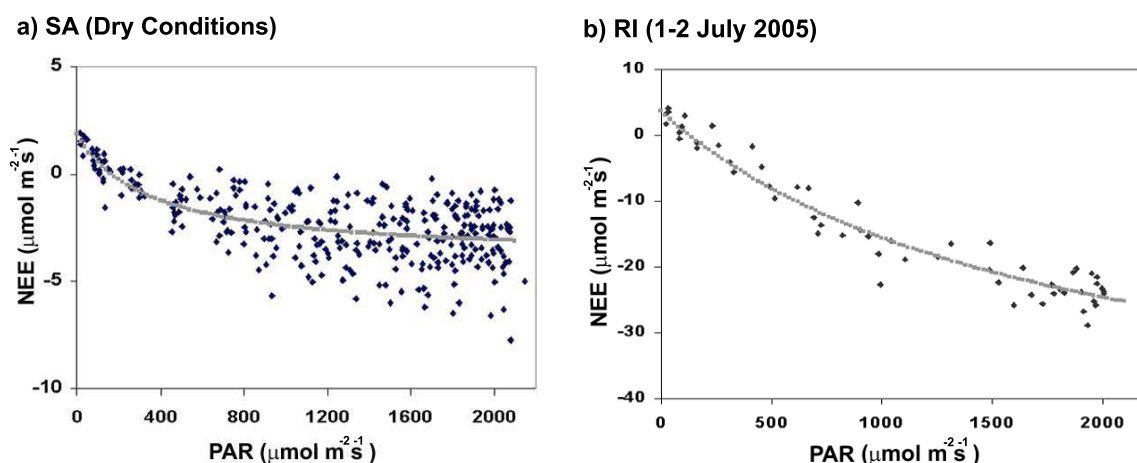 a) SA (Dry Conditions)
5
0
-5
-10
NEE (μmol m-2s-1)
0 400 800 1200 1600 2000
PAR (μmol m-2s-1)
b) RI (1-2 July 2005)
10
0
-10
-20
-30
-40
NEE (μmol m-2s-1)
0 500 1000 1500 2000
PAR (μmol m-2s-1)